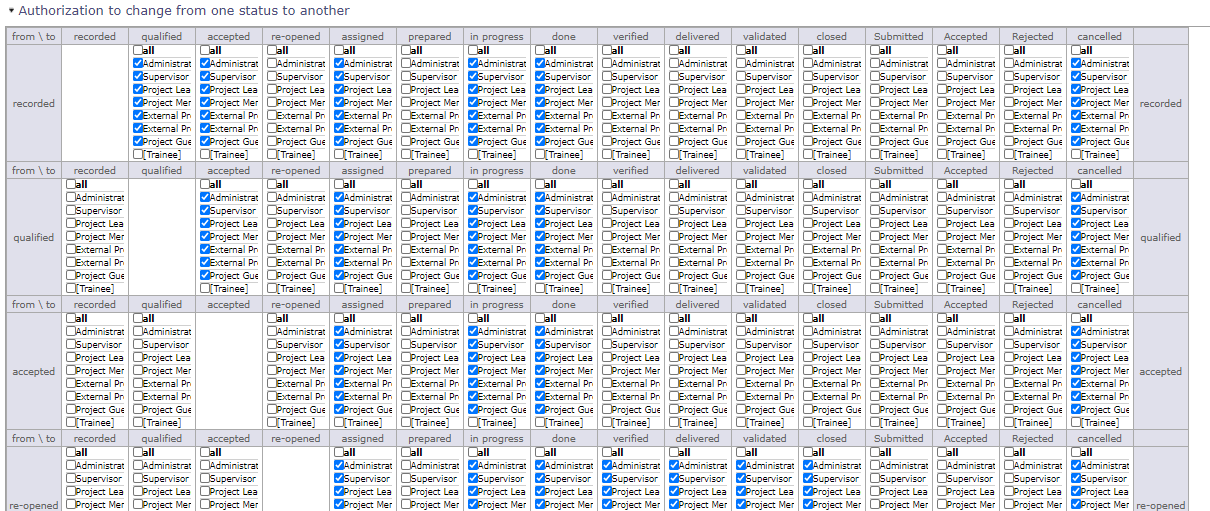 Authorization to change from one status to another
from \ to recorded qualified accepted re-opened assigned prepared in progress done verified delivered validated closed Submitted Accepted Rejected cancelled
all all all all all all all all all all all all all all all
Administrat Administrat Administrat Administrat Administrat Administrat Administrat Administrat Administrat Administrat Administrat Administrat Administrat Administrat Administrat
Supervisor Supervisor Supervisor Supervisor Supervisor Supervisor Supervisor Supervisor Supervisor Supervisor Supervisor Supervisor Supervisor Supervisor Supervisor
Project Lea Project Lea Project Lea Project Lea Project Lea Project Lea Project Lea Project Lea Project Lea Project Lea Project Lea Project Lea Project Lea Project Lea Project Lea
recorded Project Mer Project Mer Project Mer Project Mer Project Mer Project Mer Project Mer Project Mer Project Mer Project Mer Project Mer Project Mer Project Mer Project Mer Project Mer recorded
External Pr External Pr External Pr External Pr External Pr External Pr External Pr External Pr External Pr External Pr External Pr External Pr External Pr External Pr External Pr
External Pr External Pr External Pr External Pr External Pr External Pr External Pr External Pr External Pr External Pr External Pr External Pr External Pr External Pr External Pr
Project Gue Project Gue Project Gue Project Gue Project Gue Project Gue Project Gue Project Gue Project Gue Project Gue Project Gue Project Gue Project Gue Project Gue Project Gue
[Trainee] [Trainee] [Trainee] [Trainee] [Trainee] [Trainee] [Trainee] [Trainee] [Trainee] [Trainee] [Trainee] [Trainee] [Trainee] [Trainee] [Trainee]
from \ to recorded qualified accepted re-opened assigned prepared in progress done verified delivered validated closed Submitted Accepted Rejected cancelled
all all all all all all all all all all all all all all all
Administrat Administrat Administrat Administrat Administrat Administrat Administrat Administrat Administrat Administrat Administrat Administrat Administrat Administrat Administrat
Supervisor Supervisor Supervisor Supervisor Supervisor Supervisor Supervisor Supervisor Supervisor Supervisor Supervisor Supervisor Supervisor Supervisor Supervisor
Project Lea Project Lea Project Lea Project Lea Project Lea Project Lea Project Lea Project Lea Project Lea Project Lea Project Lea Project Lea Project Lea Project Lea Project Lea
qualified Project Mer Project Mer Project Mer Project Mer Project Mer Project Mer Project Mer Project Mer Project Mer Project Mer Project Mer Project Mer Project Mer Project Mer Project Mer qualified
External Pr External Pr External Pr External Pr External Pr External Pr External Pr External Pr External Pr External Pr External Pr External Pr External Pr External Pr External Pr
External Pr External Pr External Pr External Pr External Pr External Pr External Pr External Pr External Pr External Pr External Pr External Pr External Pr External Pr External Pr
Project Gue Project Gue Project Gue Project Gue Project Gue Project Gue Project Gue Project Gue Project Gue Project Gue Project Gue Project Gue Project Gue Project Gue Project Gue
[Trainee] [Trainee] [Trainee] [Trainee] [Trainee] [Trainee] [Trainee] [Trainee] [Trainee] [Trainee] [Trainee] [Trainee] [Trainee] [Trainee] [Trainee]
from \ to recorded qualified accepted re-opened assigned prepared in progress done verified delivered validated closed Submitted Accepted Rejected cancelled
all all all all all all all all all all all all all all all
Administrat Administrat Administrat Administrat Administrat Administrat Administrat Administrat Administrat Administrat Administrat Administrat Administrat Administrat Administrat
Supervisor Supervisor Supervisor Supervisor Supervisor Supervisor Supervisor Supervisor Supervisor Supervisor Supervisor Supervisor Supervisor Supervisor Supervisor
Project Lea Project Lea Project Lea Project Lea Project Lea Project Lea Project Lea Project Lea Project Lea Project Lea Project Lea Project Lea Project Lea Project Lea Project Lea
accepted Project Mer Project Mer Project Mer Project Mer Project Mer Project Mer Project Mer Project Mer Project Mer Project Mer Project Mer Project Mer Project Mer Project Mer Project Mer accepted
External Pr External Pr External Pr External Pr External Pr External Pr External Pr External Pr External Pr External Pr External Pr External Pr External Pr External Pr External Pr
External Pr External Pr External Pr External Pr External Pr External Pr External Pr External Pr External Pr External Pr External Pr External Pr External Pr External Pr External Pr
Project Gue Project Gue Project Gue Project Gue Project Gue Project Gue Project Gue Project Gue Project Gue Project Gue Project Gue Project Gue Project Gue Project Gue Project Gue
[Trainee] [Trainee] [Trainee] [Trainee] [Trainee] [Trainee] [Trainee] [Trainee] [Trainee] [Trainee] [Trainee] [Trainee] [Trainee] [Trainee] [Trainee]
from \ to recorded qualified accepted re-opened assigned prepared in progress done verified delivered validated closed Submitted Accepted Rejected cancelled
all all all all all all all all all all all all all all all
Administrat Administrat Administrat Administrat Administrat Administrat Administrat Administrat Administrat Administrat Administrat Administrat Administrat Administrat Administrat
Supervisor Supervisor Supervisor Supervisor Supervisor Supervisor Supervisor Supervisor Supervisor Supervisor Supervisor Supervisor Supervisor Supervisor Supervisor
Project Lea Project Lea Project Lea Project Lea Project Lea Project Lea Project Lea Project Lea Project Lea Project Lea Project Lea Project Lea Project Lea Project Lea Project Lea
re-opened Project Mer Project Mer Project Mer Project Mer Project Mer Project Mer Project Mer Project Mer Project Mer Project Mer Project Mer Project Mer Project Mer Project Mer Project Mer re-opened